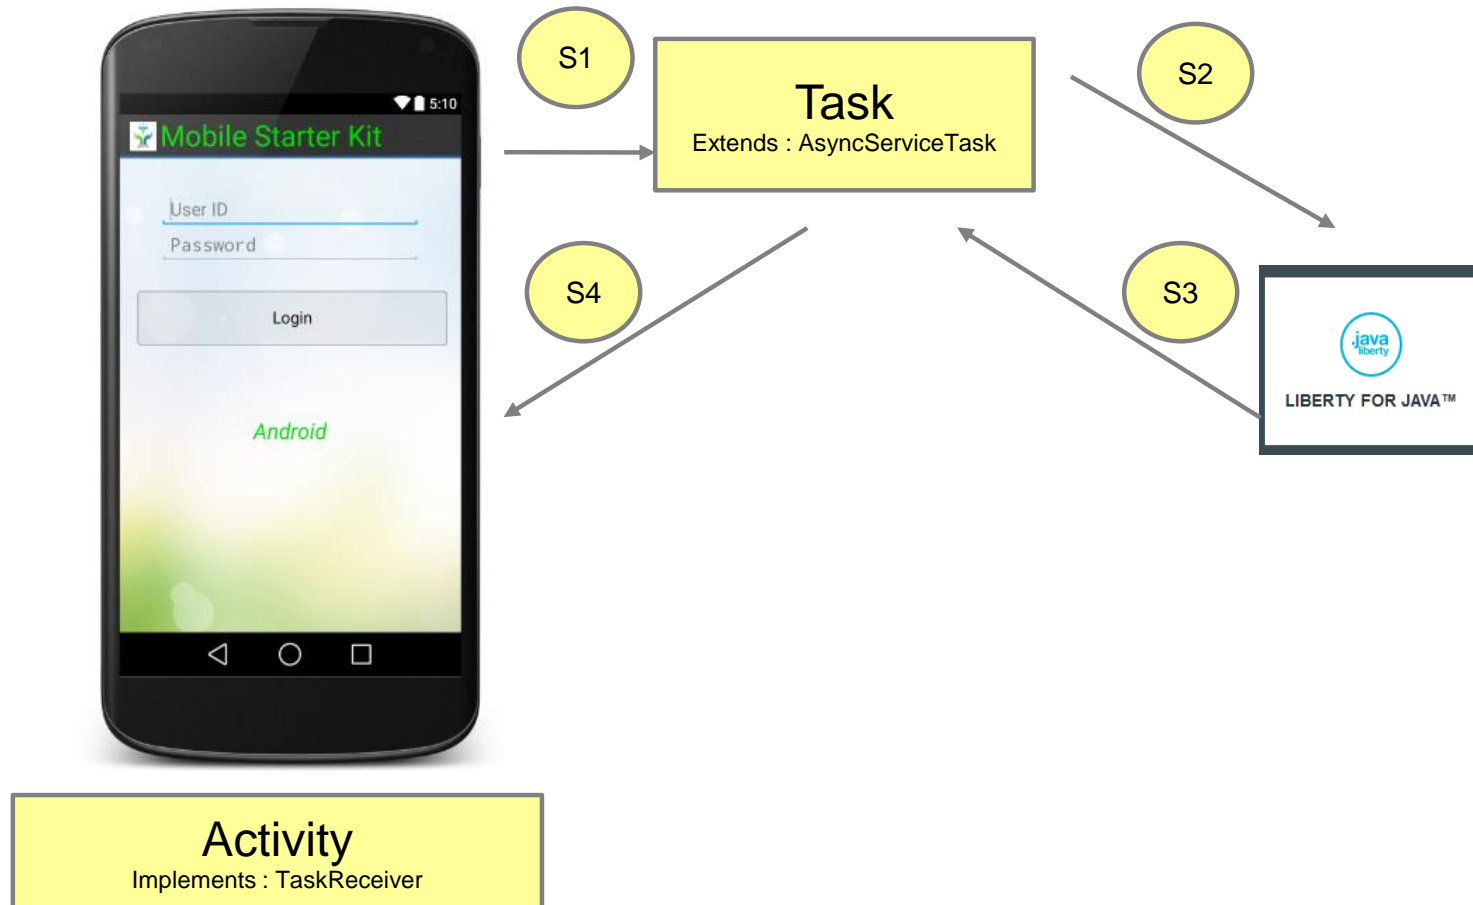 S1
S2
Task
Extends : AsyncServiceTask
5:10
Mobile Starter Kit
User ID
Password
Login
Android
S4
S3
java
liberty
LIBERTY FOR JAVA™
Activity
Implements : TaskReceiver